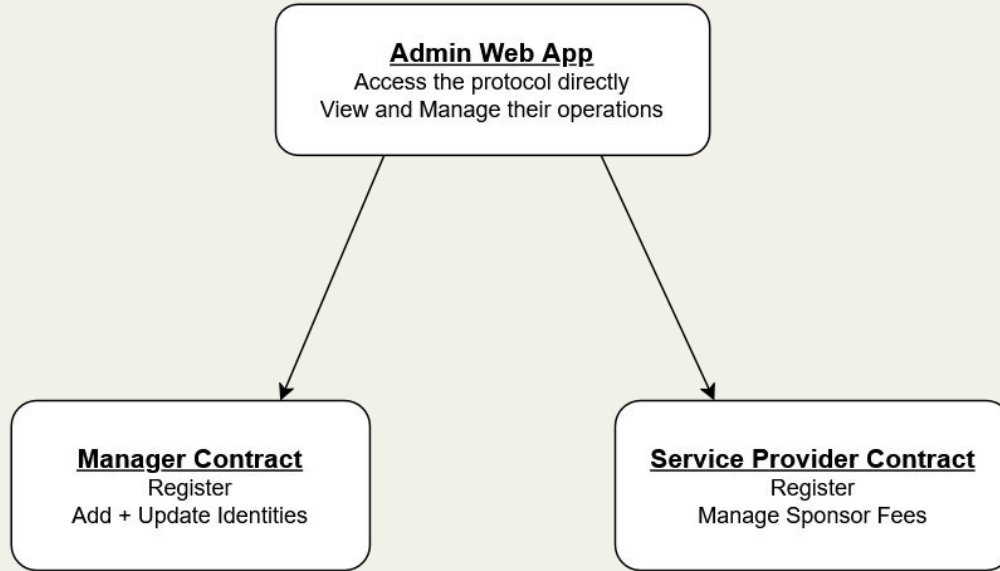 Admin Web App
Access the protocol directly
View and Manage their operations
Manager Contract
Register
Add + Update Identities
Service Provider Contract
Register
Manage Sponsor Fees